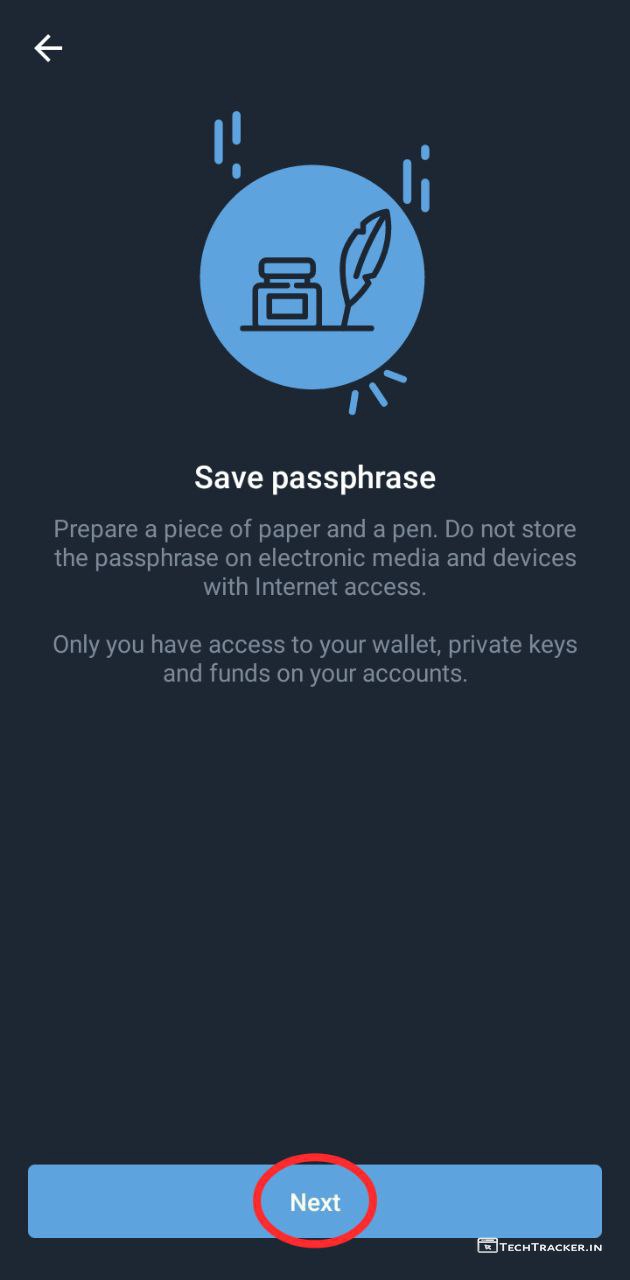 Save passphrase
Prepare a piece of paper and a pen. Do not store
the passphrase on electronic media and devices
with Internet access.
Only you have access to your wallet, private keys
and funds on your accounts.
Next
TECHTRACKER.IN